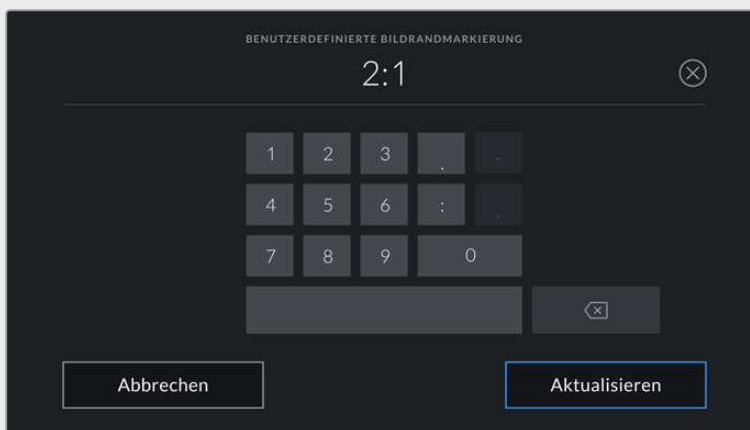 BENUTZERDEFINIERTE BILDRANDMARKIERUNG
2:1
1 2 3 . -
4 5 6 : ,
7 8 9 0
Abbrechen Aktualisieren